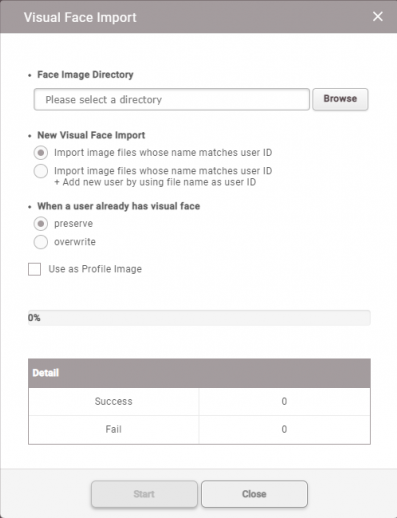 Visual Face Import
• Face Image Directory
Please select a directory
Browse
• New Visual Face Import
Import image files whose name matches user ID
Import image files whose name matches user ID
+ Add new user by using file name as user ID
• When a user already has visual face
preserve
overwrite
Use as Profile Image
0%
Detail
Success 0
Fail 0
Start Close